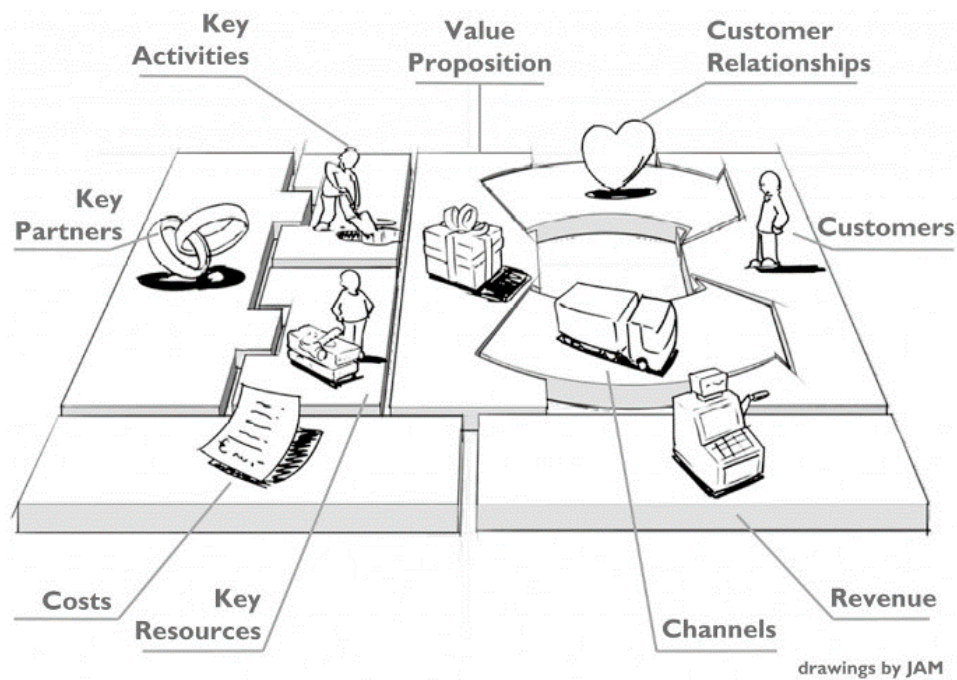 Key
Activities
Value
Proposition
Customer
Relationships
Key
Partners
Customers
Costs
Key
Resources
Channels
Revenue
drawings by JAM